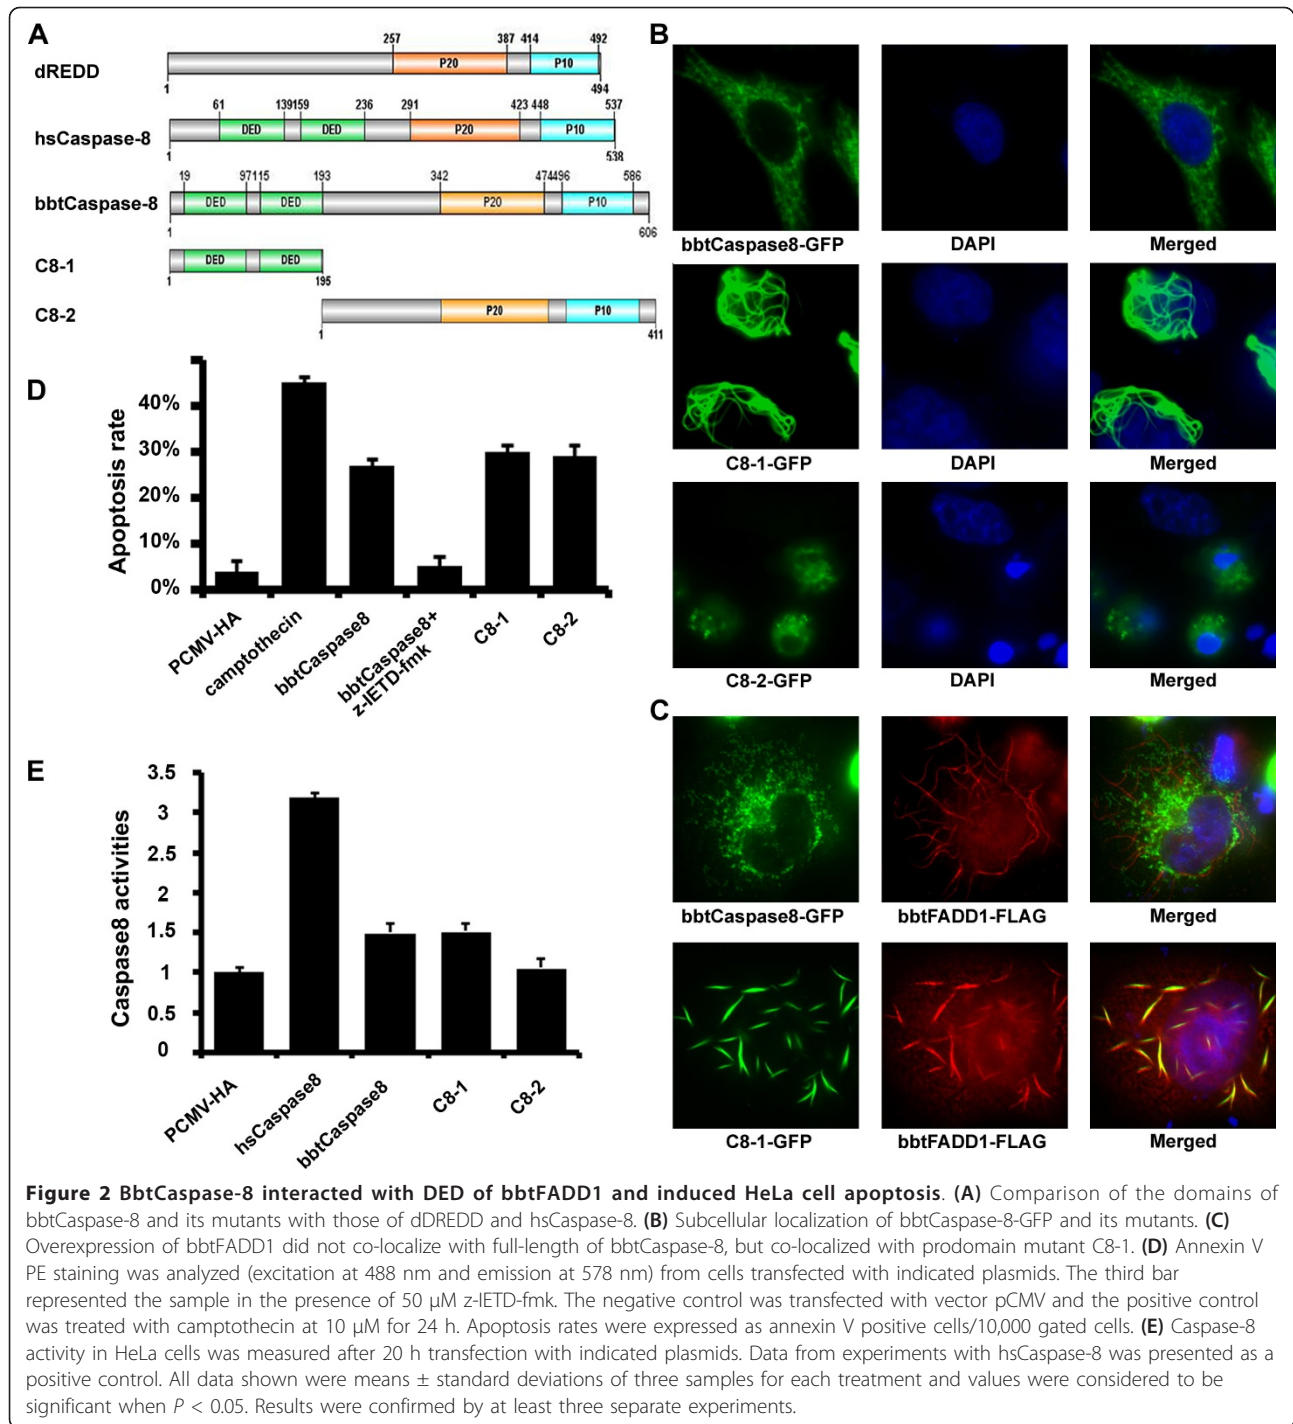 A
257 387 414 492
dREDD P20 P10
1 494
61 139159 236 291 423 448 537
hsCaspase-8 DED DED P20 P10
1 538
19 97115 193 342 474496 586
bbtCaspase-8 DED DED P20 P10
1 606
C8-1 DED DED
1 195
C8-2 P20 P10
1 411
B
bbtCaspase8-GFP DAPI Merged
C8-1-GFP DAPI Merged
C8-2-GFP DAPI Merged
C
bbtCaspase8-GFP bbtFADD1-FLAG Merged
C8-1-GFP bbtFADD1-FLAG Merged
D
Apoptosis rate
40%
30%
20%
10%
0%
PCMV-HA
camptothecin
bbtCaspase8
bbtCaspase8+
z-IETD-fmk
C8-1
C8-2
E
Caspase8 activities
3.5
3
2.5
2
1.5
1
0.5
0
PCMV-HA
hsCaspase8
bbtCaspase8
C8-1
C8-2
Figure 2 BbtCaspase-8 interacted with DED of bbtFADD1 and induced HeLa cell apoptosis. (A) Comparison of the domains of
bbtCaspase-8 and its mutants with those of dDREDD and hsCaspase-8. (B) Subcellular localization of bbtCaspase-8-GFP and its mutants. (C)
Overexpression of bbtFADD1 did not co-localize with full-length of bbtCaspase-8, but co-localized with prodomain mutant C8-1. (D) Annexin V
PE staining was analyzed (excitation at 488 nm and emission at 578 nm) from cells transfected with indicated plasmids. The third bar
represented the sample in the presence of 50 μM z-IETD-fmk. The negative control was transfected with vector pCMV and the positive control
was treated with camptothecin at 10 μM for 24 h. Apoptosis rates were expressed as annexin V positive cells/10,000 gated cells. (E) Caspase-8
activity in HeLa cells was measured after 20 h transfection with indicated plasmids. Data from experiments with hsCaspase-8 was presented as a
positive control. All data shown were means ± standard deviations of three samples for each treatment and values were considered to be
significant when P < 0.05. Results were confirmed by at least three separate experiments.